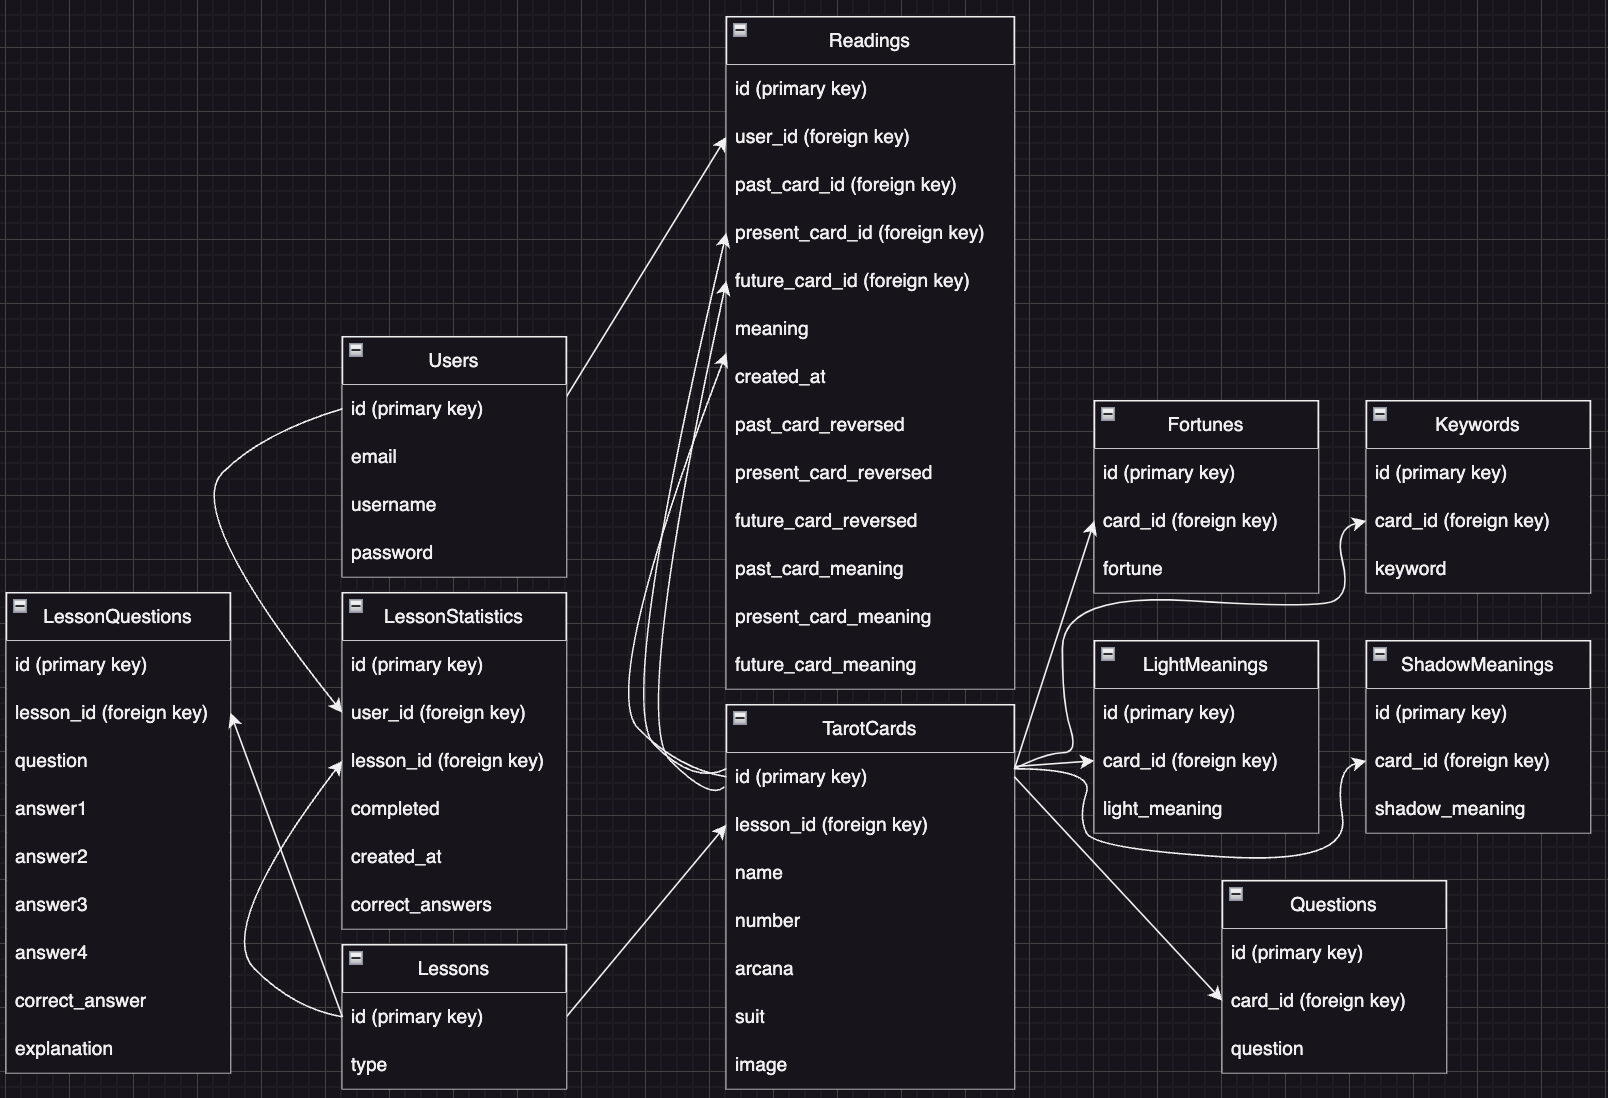 Readings
id (primary key)
user_id (foreign key)
past_card_id (foreign key)
present_card_id (foreign key)
future_card_id (foreign key)
meaning
created_at
past_card_reversed
present_card_reversed
future_card_reversed
past_card_meaning
present_card_meaning
future_card_meaning
Users
id (primary key)
email
username
password
Fortunes
id (primary key)
card_id (foreign key)
fortune
Keywords
id (primary key)
card_id (foreign key)
keyword
LessonQuestions
id (primary key)
lesson_id (foreign key)
question
answer1
answer2
answer3
answer4
correct_answer
explanation
LessonStatistics
id (primary key)
user_id (foreign key)
lesson_id (foreign key)
completed
created_at
correct_answers
LightMeanings
id (primary key)
card_id (foreign key)
light_meaning
ShadowMeanings
id (primary key)
card_id (foreign key)
shadow_meaning
TarotCards
id (primary key)
lesson_id (foreign key)
name
number
arcana
suit
image
Lessons
id (primary key)
type
Questions
id (primary key)
card_id (foreign key)
question